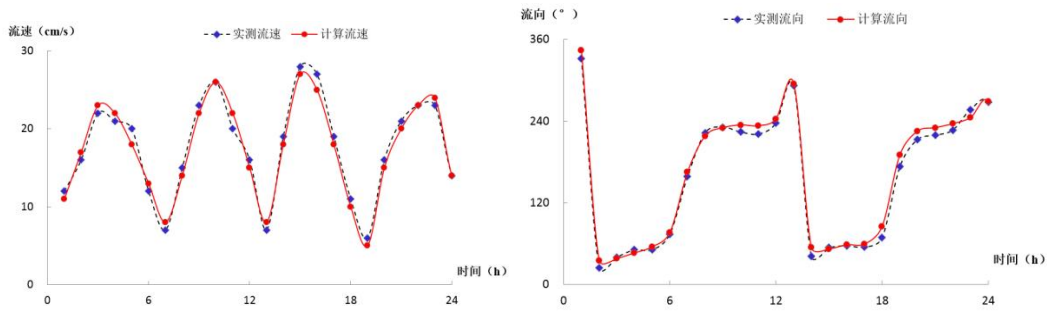 流速(cm/s)
实测流速 计算流速
30
20
10
0
0 6 12 18 24
时间(h)
流向(°)
实测流向 计算流向
360
240
120
0
0 6 12 18 24
时间(h)